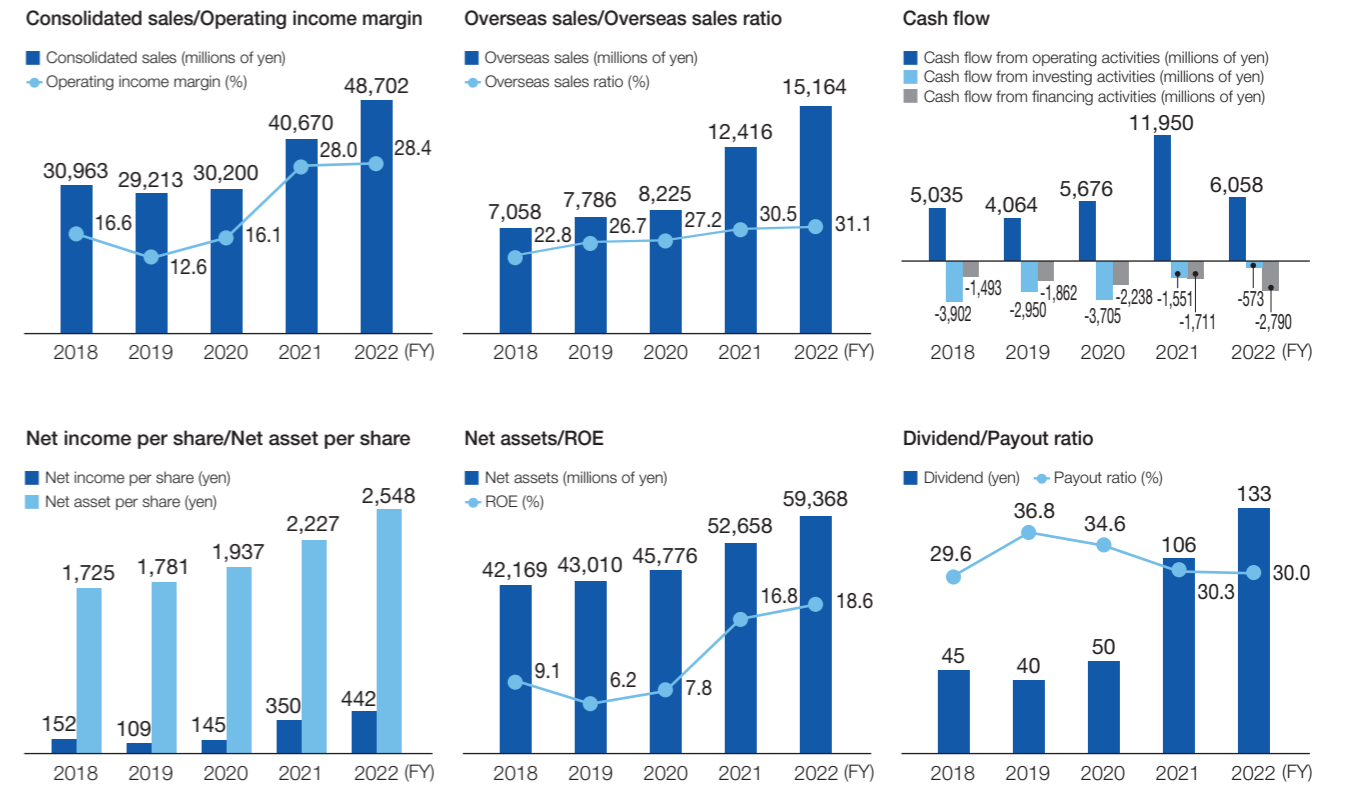 Consolidated sales/Operating income margin
Consolidated sales (millions of yen)
Operating income margin (%)
48,702
40,670
30,963
29,213
30,200
28.0
28.4
16.6
12.6
16.1
2018 2019 2020 2021 2022 (FY)
Overseas sales/Overseas sales ratio
Overseas sales (millions of yen)
Overseas sales ratio (%)
15,164
12,416
7,058
7,786
8,225
22.8
26.7
27.2
30.5
31.1
2018 2019 2020 2021 2022 (FY)
Cash flow
Cash flow from operating activities (millions of yen)
Cash flow from investing activities (millions of yen)
Cash flow from financing activities (millions of yen)
11,950
5,035
4,064
5,676
6,058
-1,493
-3,902
-1,862
-2,950
-2,238
-3,705
-1,551
-1,711
-573
-2,790
2018 2019 2020 2021 2022 (FY)
Net income per share/Net asset per share
Net income per share (yen)
Net asset per share (yen)
2,548
2,227
1,937
1,781
1,725
152
109
145
350
442
2018 2019 2020 2021 2022 (FY)
Net assets/ROE
Net assets (millions of yen)
ROE (%)
59,368
52,658
42,169
43,010
45,776
9.1
6.2
7.8
16.8
18.6
2018 2019 2020 2021 2022 (FY)
Dividend/Payout ratio
Dividend (yen)
Payout ratio (%)
133
36.8
34.6
29.6
106
30.3
30.0
45
40
50
2018 2019 2020 2021 2022 (FY)